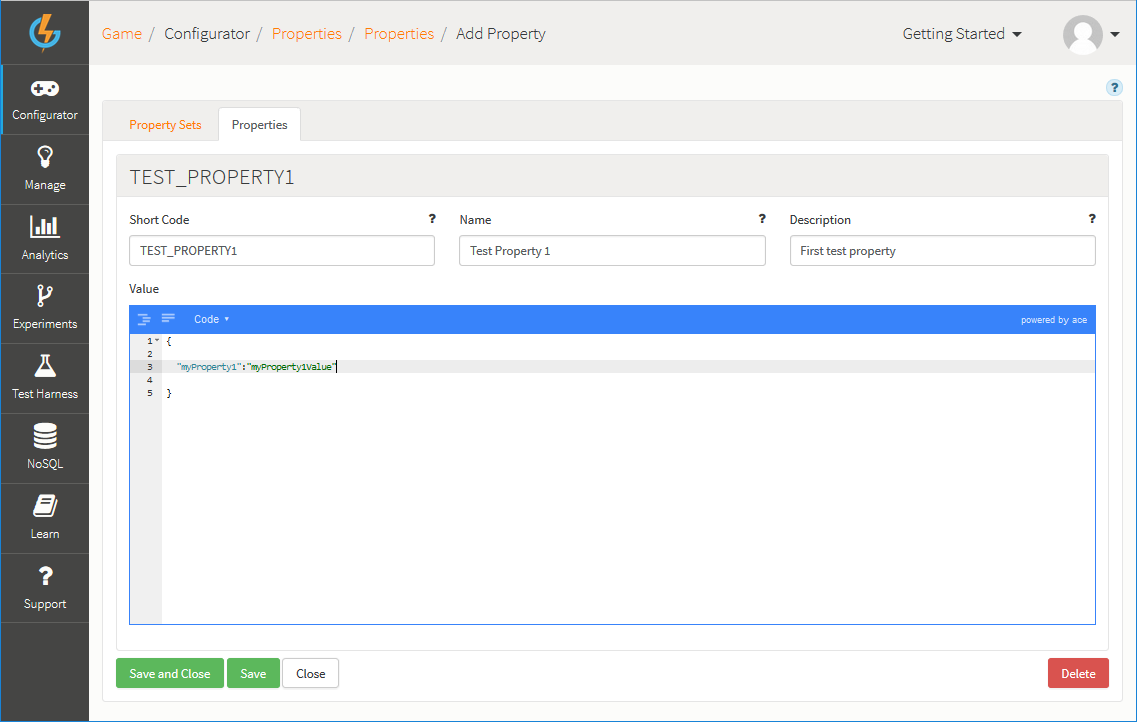 Game / Configurator / Properties / Properties / Add Property
Getting Started
Configurator
Manage
Analytics
Experiments
Test Harness
NoSQL
Learn
?
Support
?
Property Sets
Properties
TEST_PROPERTY1
Short Code ?
Name ?
Description ?
TEST_PROPERTY1
Test Property 1
First test property
Value
Code
powered by ace
1 {
2
3 "myProperty1":"myProperty1Value"
4
5 }
Save and Close
Save
Close
Delete